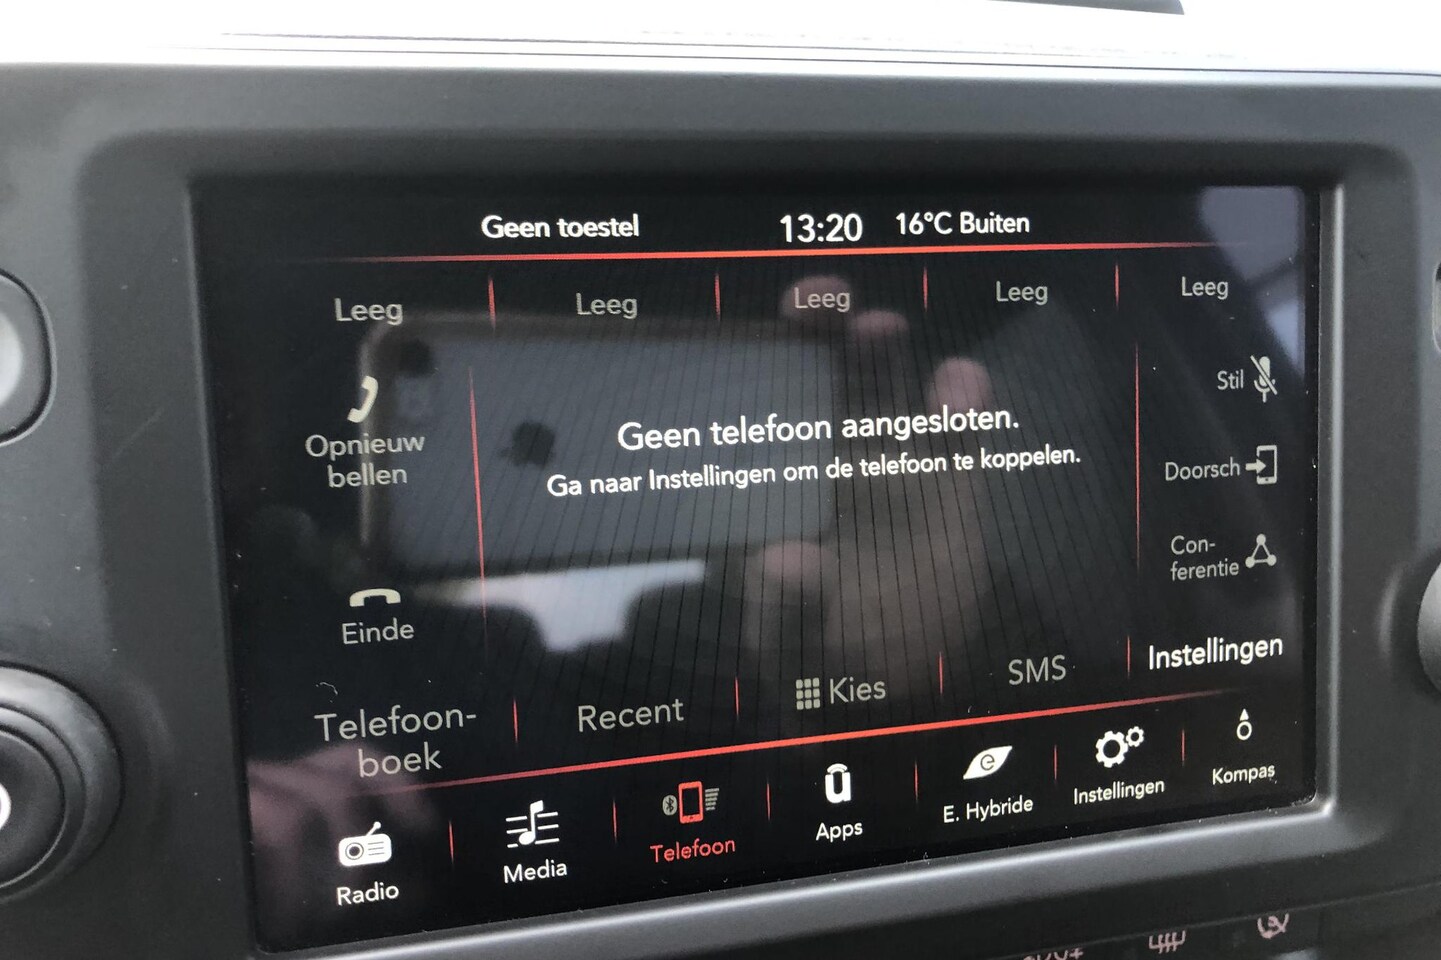 Geen toestel 13:20 16°C Buiten
Leeg Leeg Leeg Leeg Leeg
Opnieuw
bellen
Geen telefoon aangesloten.
Ga naar Instellingen om de telefoon te koppelen.
Stil
Doorsch
Con-
ferentie
Einde
Telefoon-
boek
Recent
Kies
SMS
Instellingen
Radio
Media
Telefoon
Apps
e
E. Hybride
Instellingen
Kompas